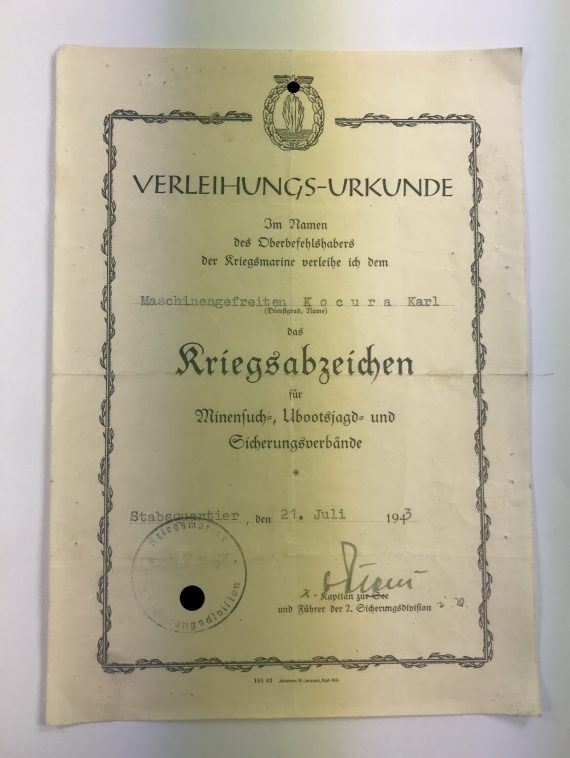 VERLEIHUNGS-URKUNDE
Im Namen
des Oberbefehlshabers
der Kriegsmarine verleihe ich dem
Maschinengefreiten Kocura Karl
(Dienstgrad, Name)
das
Kriegsabzeichen
für
Minensuch-, Ubootsjagd- und
Sicherungsverbände
*
Stabsquartier, den 21. Juli 1943
Kriegsmarine
Kapitän zur See
und Führer der 2. Sicherungsdivision i.V.